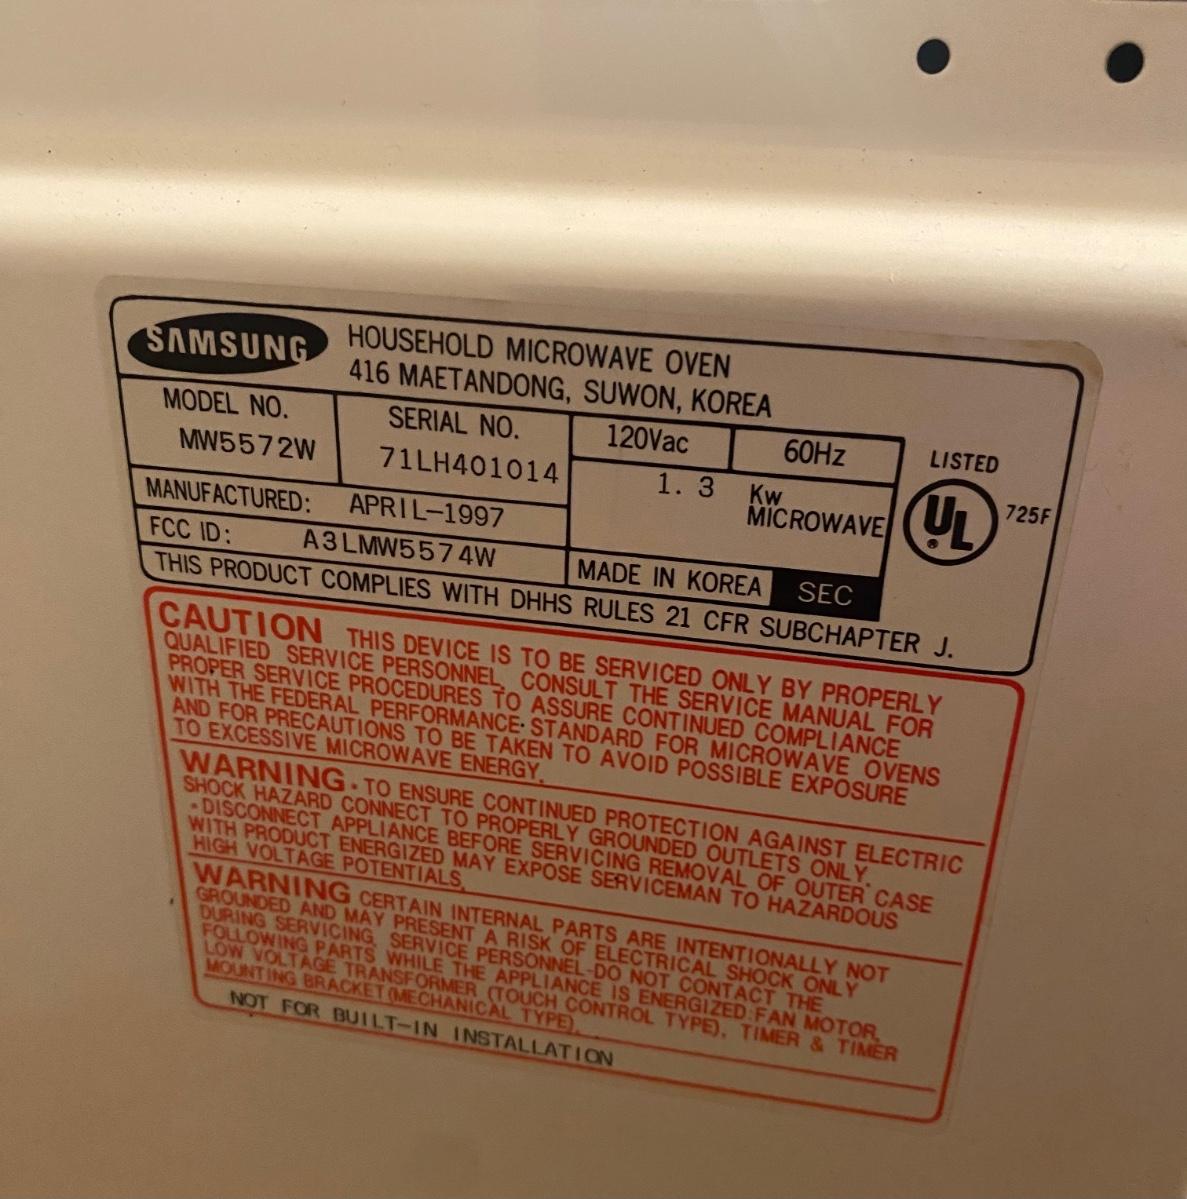 SAMSUNG
HOUSEHOLD MICROWAVE OVEN
416 MAETANDONG, SUWON, KOREA
MODEL NO.
MW5572W
SERIAL NO.
71LH401014
120Vac
60Hz
1. 3 Kw
MICROWAVE
LISTED
UL
®
725F
MANUFACTURED: APRIL-1997
FCC ID: A3LMW5574W
MADE IN KOREA SEC
THIS PRODUCT COMPLIES WITH DHHS RULES 21 CFR SUBCHAPTER J.
CAUTION THIS DEVICE IS TO BE SERVICED ONLY BY PROPERLY
QUALIFIED SERVICE PERSONNEL, CONSULT THE SERVICE MANUAL FOR
PROPER SERVICE PROCEDURES TO ASSURE CONTINUED COMPLIANCE
WITH THE FEDERAL PERFORMANCE STANDARD FOR MICROWAVE OVENS
AND FOR PRECAUTIONS TO BE TAKEN TO AVOID POSSIBLE EXPOSURE
TO EXCESSIVE MICROWAVE ENERGY.
WARNING • TO ENSURE CONTINUED PROTECTION AGAINST ELECTRIC
SHOCK HAZARD CONNECT TO PROPERLY GROUNDED OUTLETS ONLY.
• DISCONNECT APPLIANCE BEFORE SERVICING REMOVAL OF OUTER CASE
WITH PRODUCT ENERGIZED MAY EXPOSE SERVICEMAN TO HAZARDOUS
HIGH VOLTAGE POTENTIALS.
WARNING CERTAIN INTERNAL PARTS ARE INTENTIONALLY NOT
GROUNDED AND MAY PRESENT A RISK OF ELECTRICAL SHOCK ONLY
DURING SERVICING, SERVICE PERSONNEL-DO NOT CONTACT THE
FOLLOWING PARTS WHILE THE APPLIANCE IS ENERGIZED:FAN MOTOR,
LOW VOLTAGE TRANSFORMER (TOUCH CONTROL TYPE), TIMER & TIMER
MOUNTING BRACKET(MECHANICAL TYPE).
NOT FOR BUILT-IN INSTALLATION